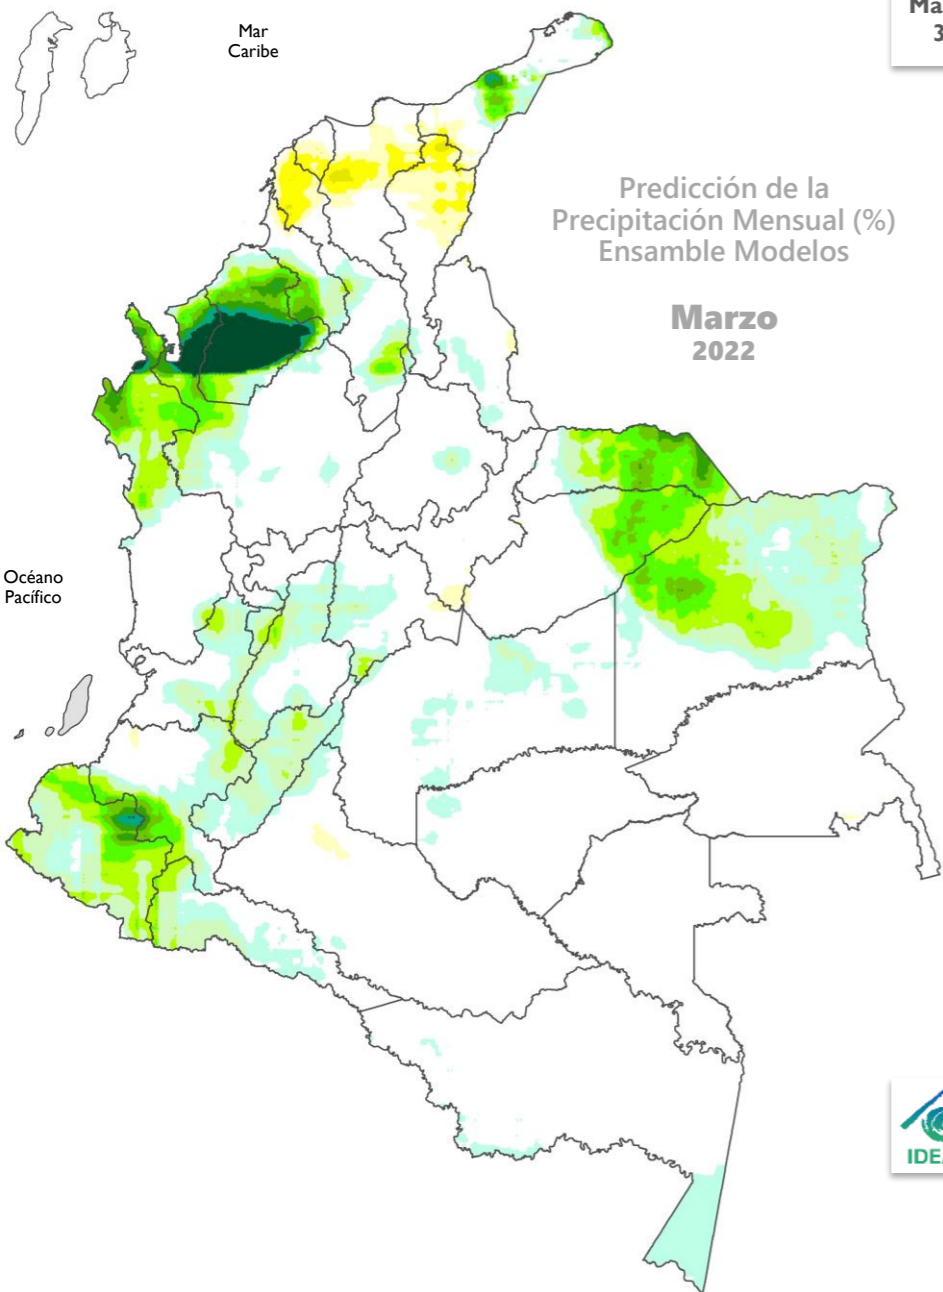 Mar
Caribe
Predicción de la
Precipitación Mensual (%)
Ensamble Modelos
Marzo
2022
Océano
Pacífico